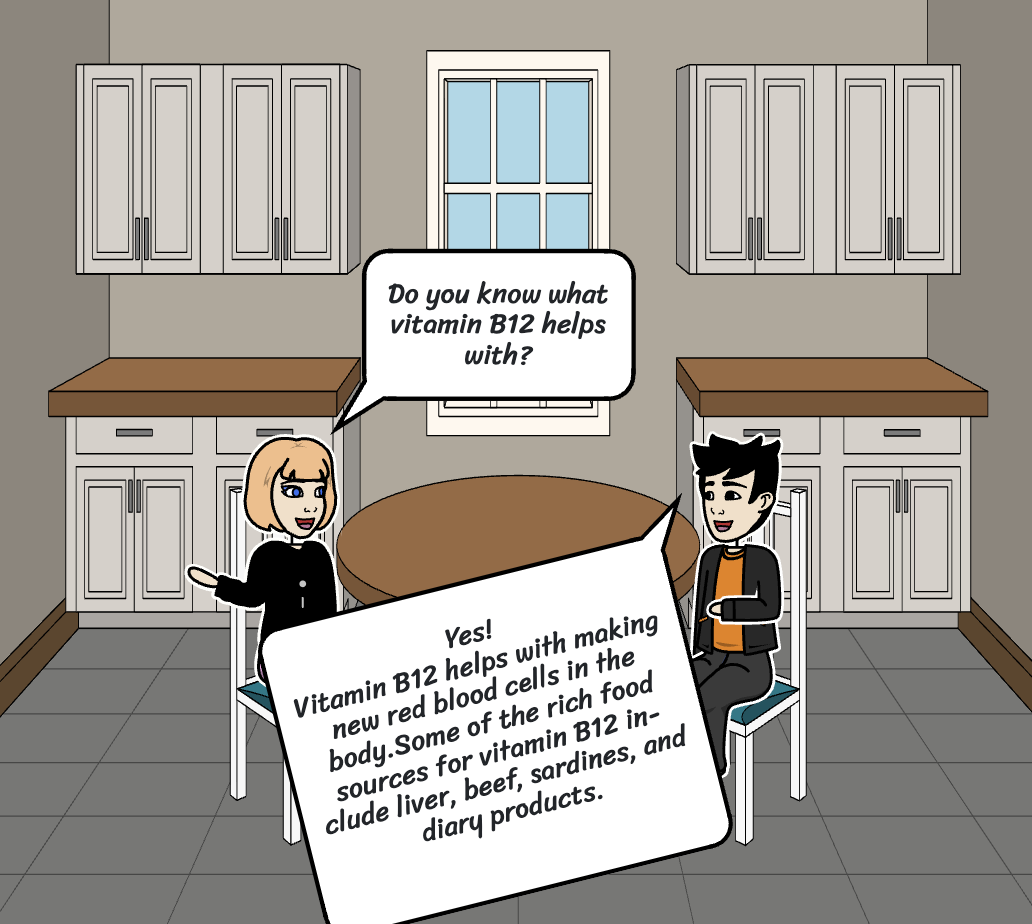 Do you know what
vitamin B12 helps
with?
Yes!
Vitamin B12 helps with making
new red blood cells in the
body.Some of the rich food
sources for vitamin B12 in-
clude liver, beef, sardines, and
diary products.